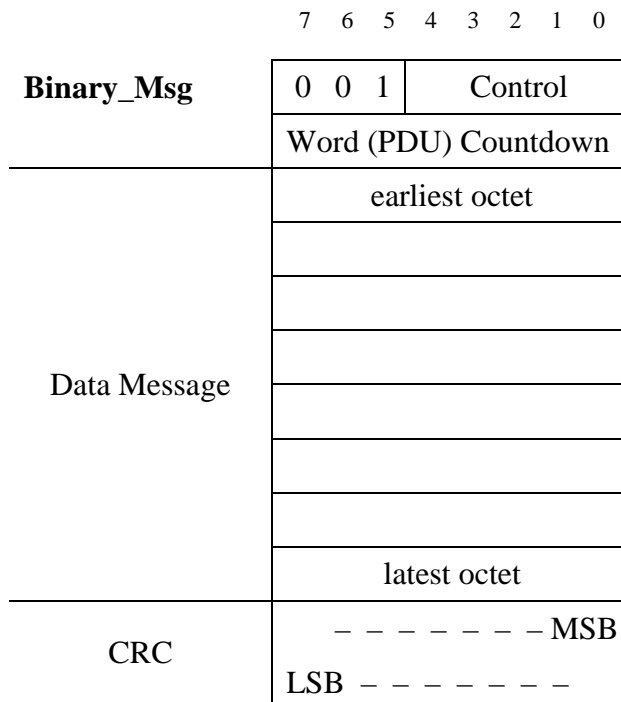 7 6 5 4 3 2 1 0
Binary_Msg 0 0 1 Control
Word (PDU) Countdown
earliest octet
Data Message
latest octet
– – – – – – – MSB
CRC
LSB – – – – – – –